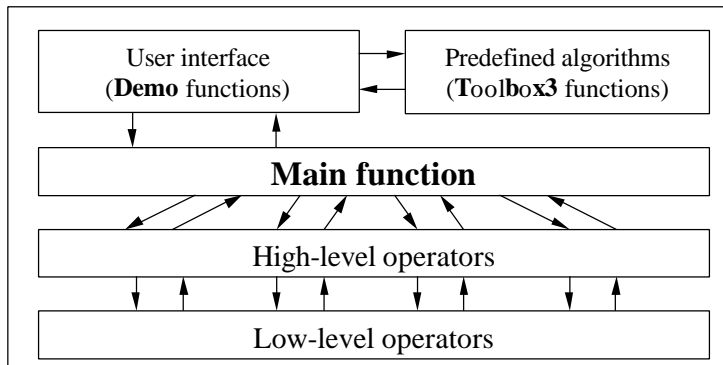 User interface
(Demo functions)
Predefined algorithms
(Toolbox3 functions)
Main function
High-level operators
Low-level operators